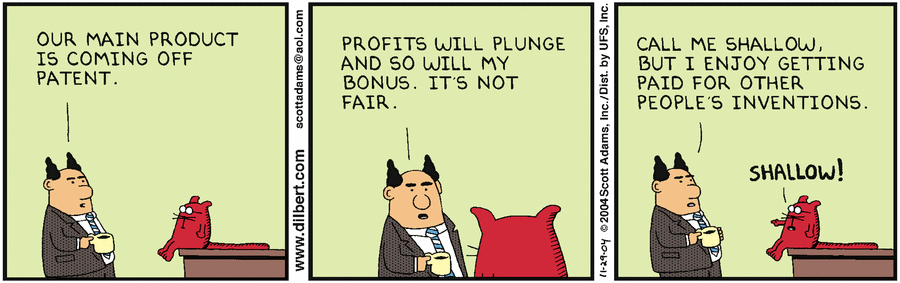 OUR MAIN PRODUCT
IS COMING OFF
PATENT.
www.dilbert.com
scottadams@aol.com
PROFITS WILL PLUNGE
AND SO WILL MY
BONUS. IT'S NOT
FAIR.
11-29-04 © 2004 Scott Adams, Inc./Dist. by UFS, Inc.
CALL ME SHALLOW,
BUT I ENJOY GETTING
PAID FOR OTHER
PEOPLE'S INVENTIONS.
SHALLOW!